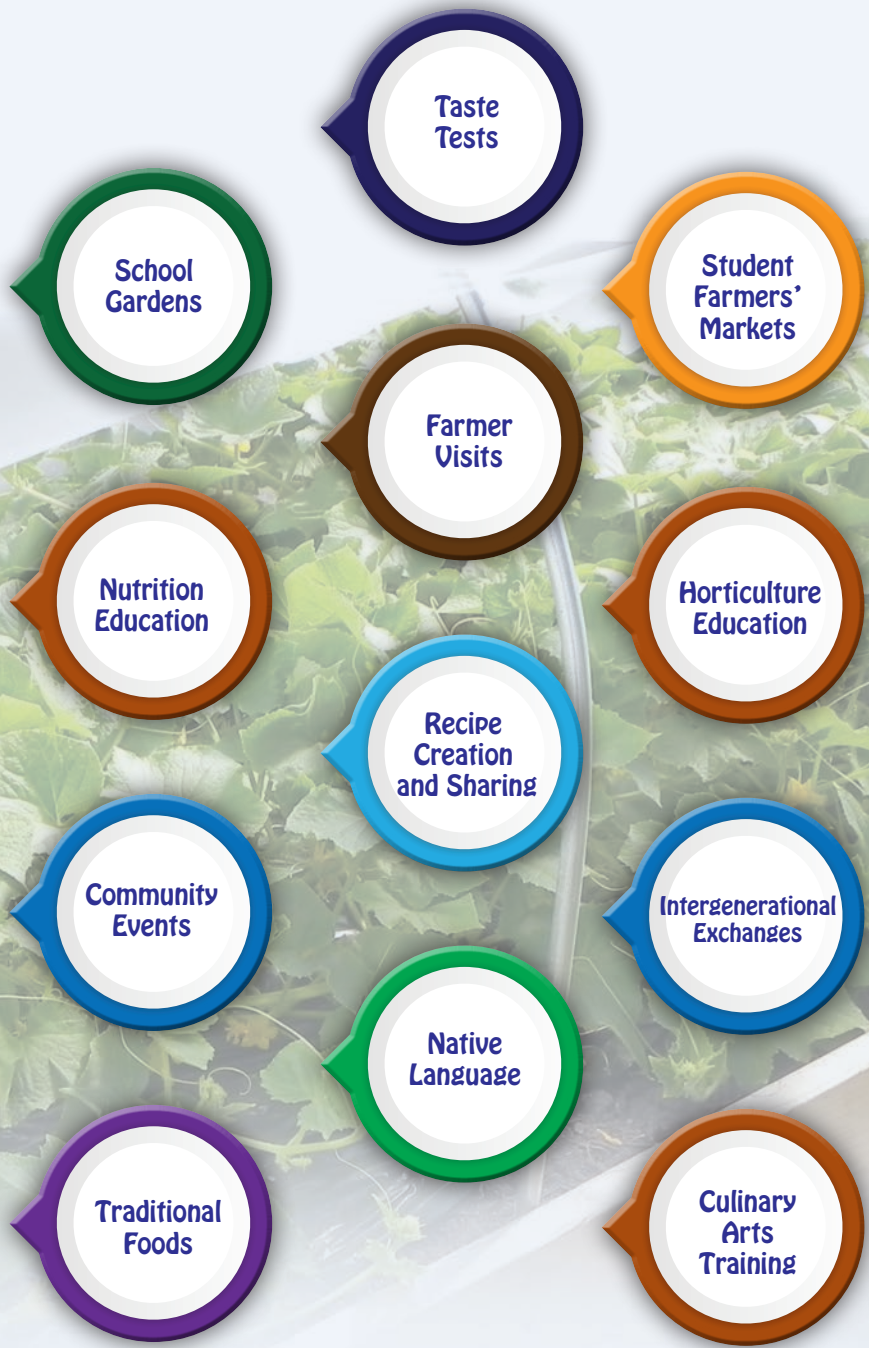 Taste
Tests
School
Gardens
Student
Farmers’
Markets
Farmer
Visits
Nutrition
Education
Horticulture
Education
Recipe
Creation
and Sharing
Community
Events
Intergenerational
Exchanges
Native
Language
Traditional
Foods
Culinary
Arts
Training